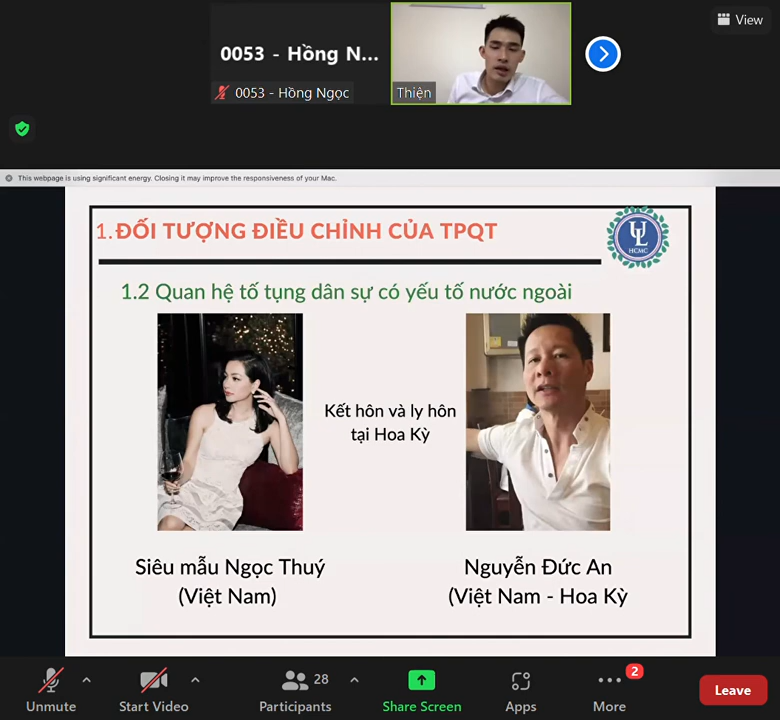 View
0053 - Hồng N...
0053 - Hồng Ngọc
Thiện
This webpage is using significant energy. Closing it may improve the responsiveness of your Mac.
1.ĐỐI TƯỢNG ĐIỀU CHỈNH CỦA TPQT
UL
HCMC
1.2 Quan hệ tố tụng dân sự có yếu tố nước ngoài
Kết hôn và ly hôn
tại Hoa Kỳ
Siêu mẫu Ngọc Thuý
(Việt Nam)
Nguyễn Đức An
(Việt Nam - Hoa Kỳ
Unmute
Start Video
28
Participants
Share Screen
Apps
2
More
Leave